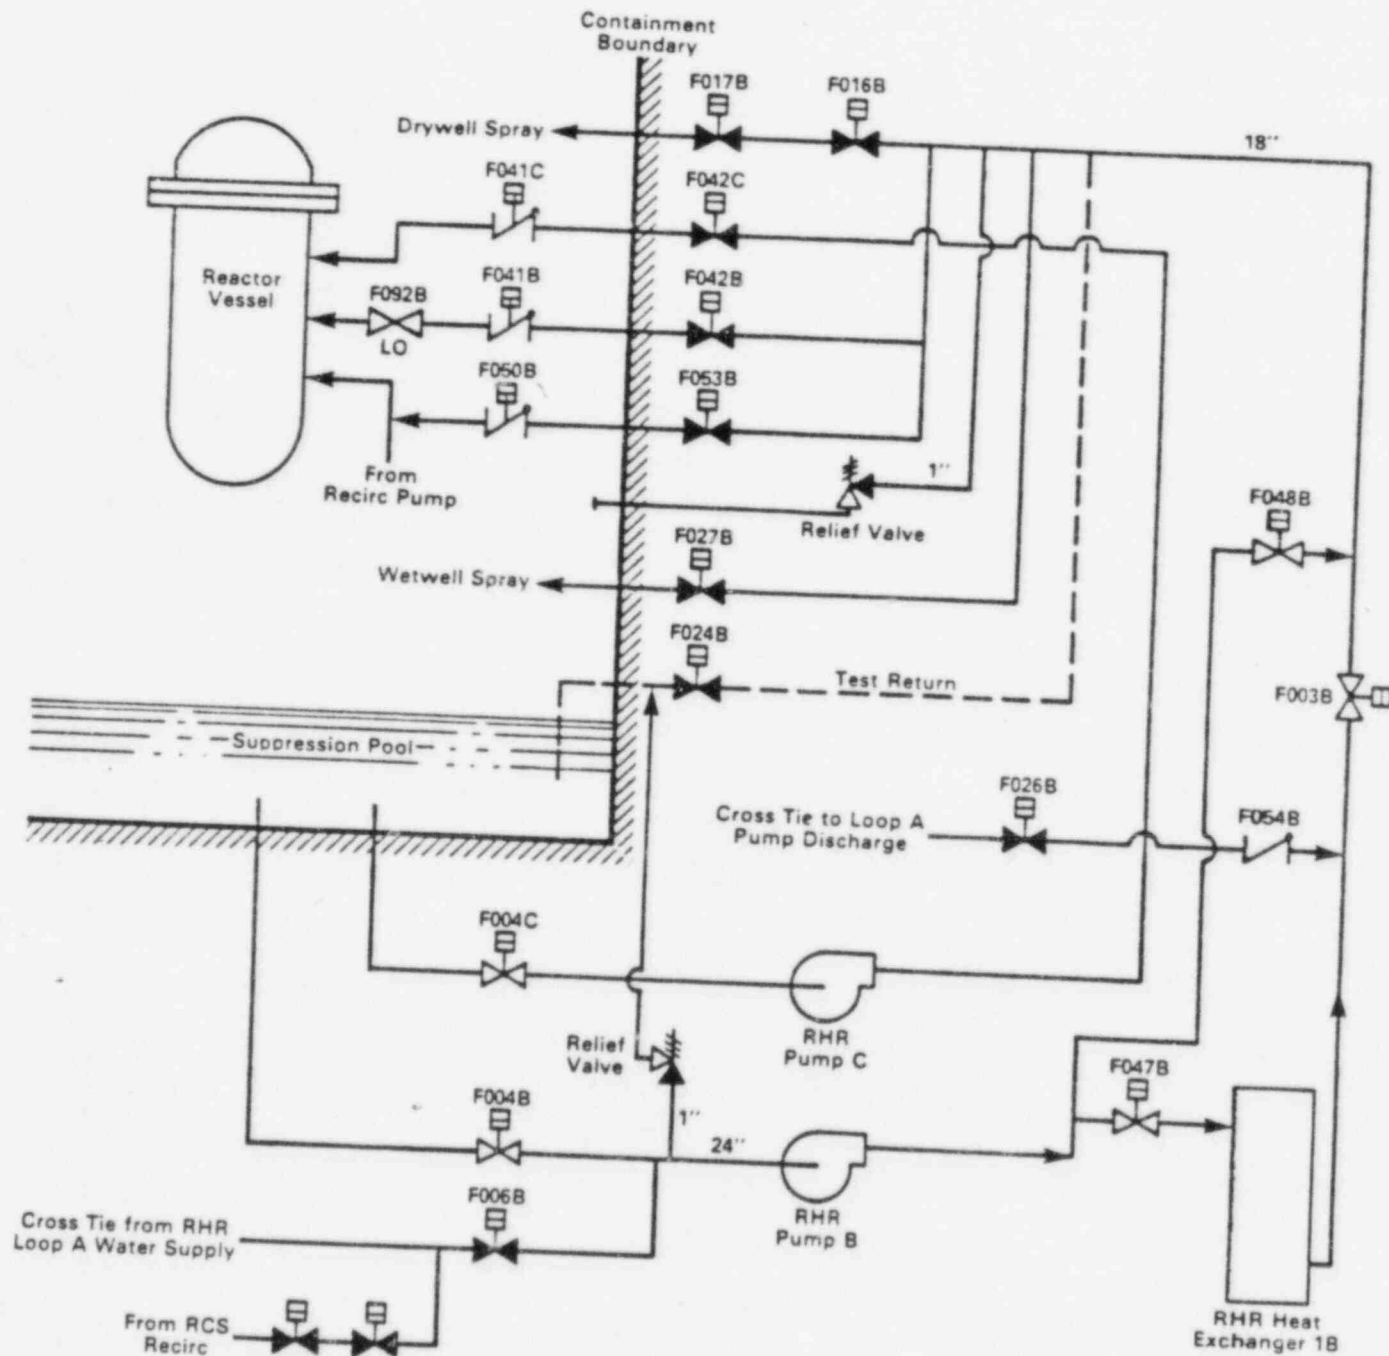 Containment
Boundary
F017B
F016B
Drywell Spray
18"
F041C
F042C
Reactor
Vessel
F092B
LO
F041B
F042B
F050B
F053B
From
Recirc Pump
1"
Relief Valve
F048B
F027B
Wetwell Spray
F024B
Test Return
F003B
Suppression Pool
F026B
Cross Tie to Loop A
Pump Discharge
F054B
F004C
RHR
Pump C
Relief
Valve
F047B
F004B
1"
24"
F006B
RHR
Pump B
Cross Tie from RHR
Loop A Water Supply
From RCS
Recirc
RHR Heat
Exchanger 1B